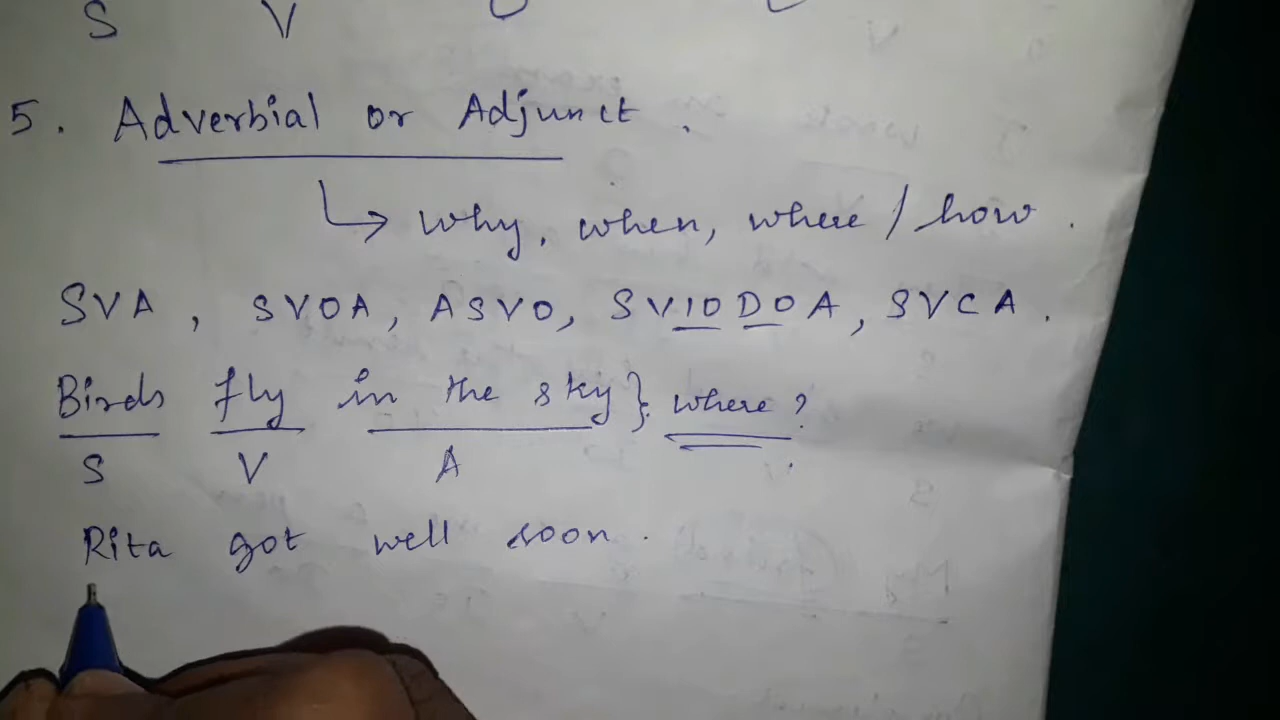 S V
5. Adverbial or Adjunct.
↳ why, when, where / how.
SVA, SVOA, ASVO, SVIODOA, SVCA.
Birds fly in the sky}. where?
S V A
Rita got well soon.